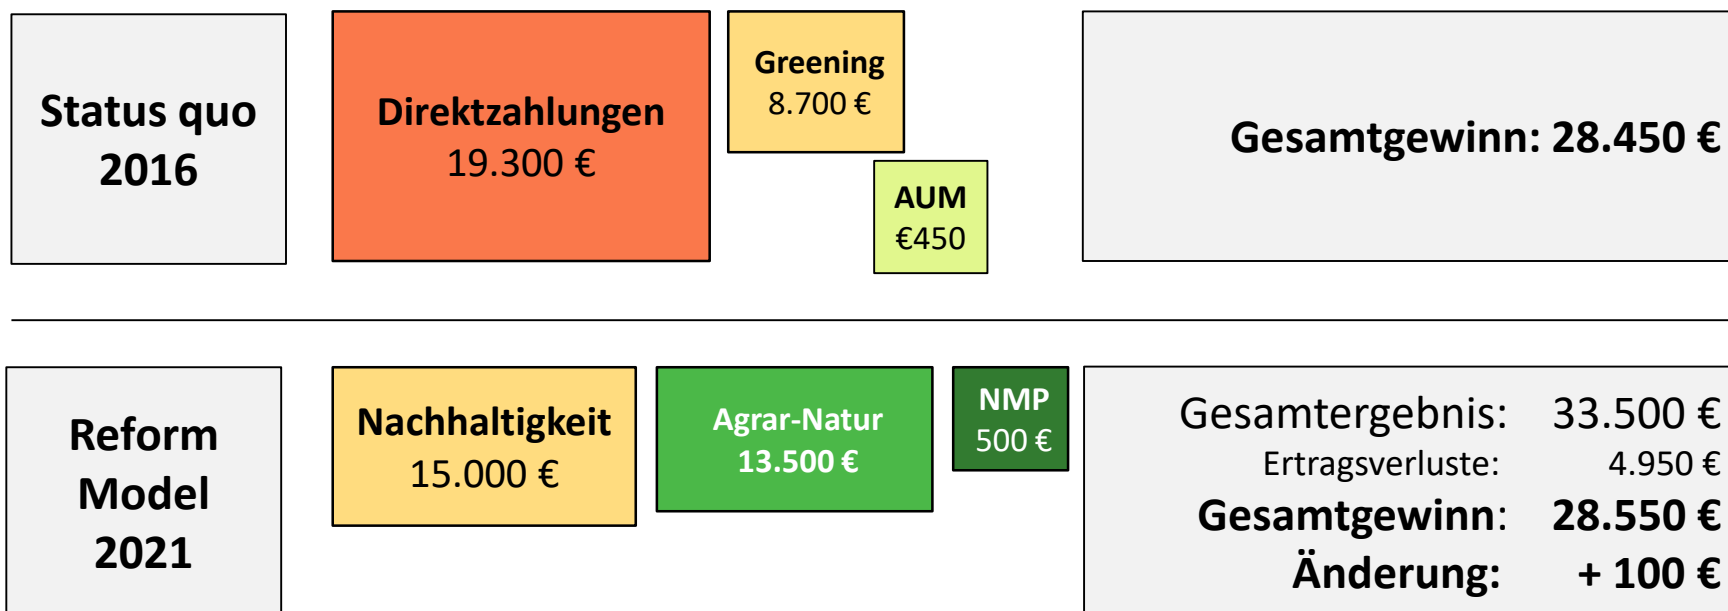 Status quo
2016
Direktzahlungen
19.300 €
Greening
8.700 €
AUM
€450
Gesamtgewinn: 28.450 €
Reform
Model
2021
Nachhaltigkeit
15.000 €
Agrar-Natur
13.500 €
NMP
500 €
Gesamtergebnis: 33.500 €
Ertragsverluste: 4.950 €
Gesamtgewinn: 28.550 €
Änderung: + 100 €